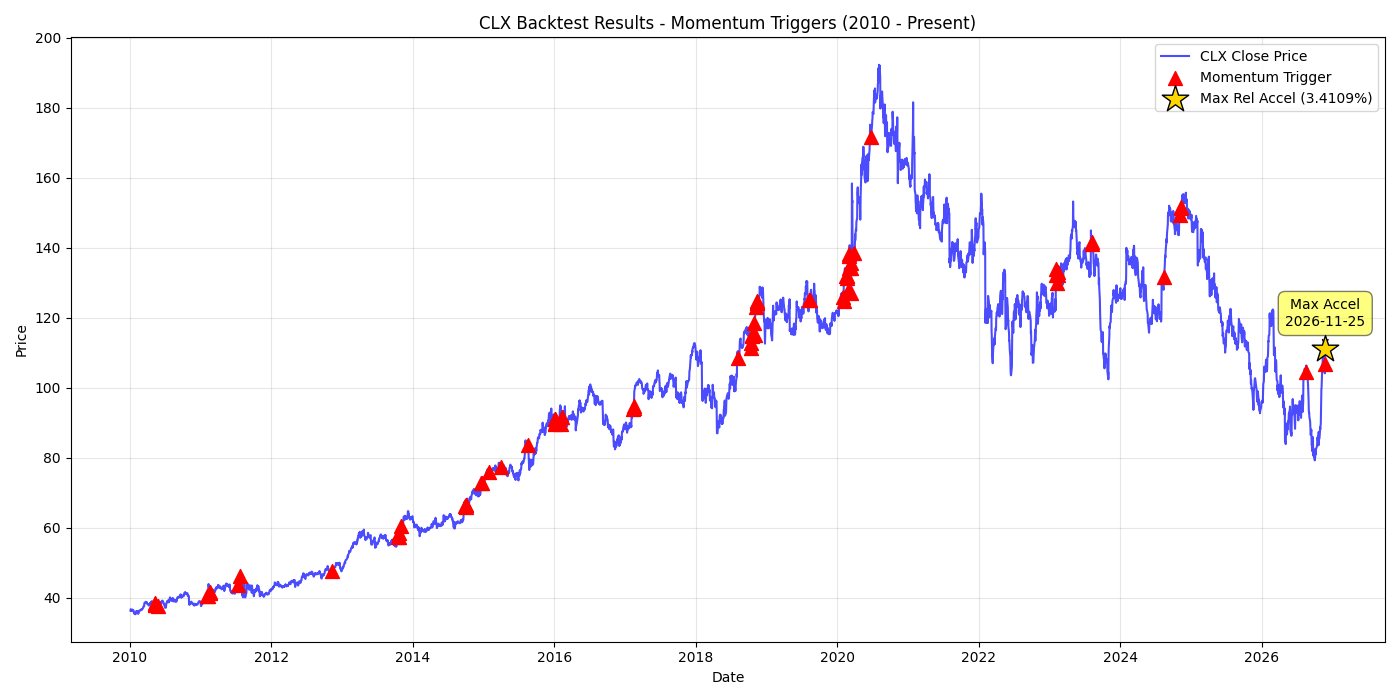 CLX Backtest Results - Momentum Triggers (2010 - Present)
200
180
160
140
120
100
80
60
40
Price
CLX Close Price
Momentum Trigger
Max Rel Accel (3.4109%)
Max Accel
2026-11-25
2010
2012
2014
2016
2018
2020
2022
2024
2026
Date